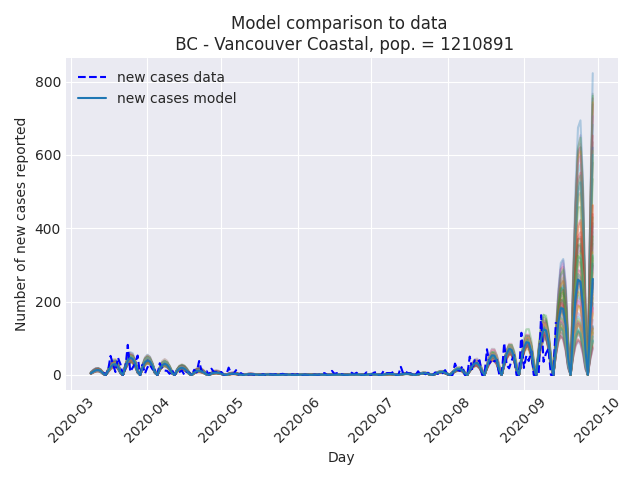 Model comparison to data
BC - Vancouver Coastal, pop. = 1210891
new cases data
new cases model
Number of new cases reported
800
600
400
200
0
2020-03
2020-04
2020-05
2020-06
2020-07
2020-08
2020-09
2020-10
Day